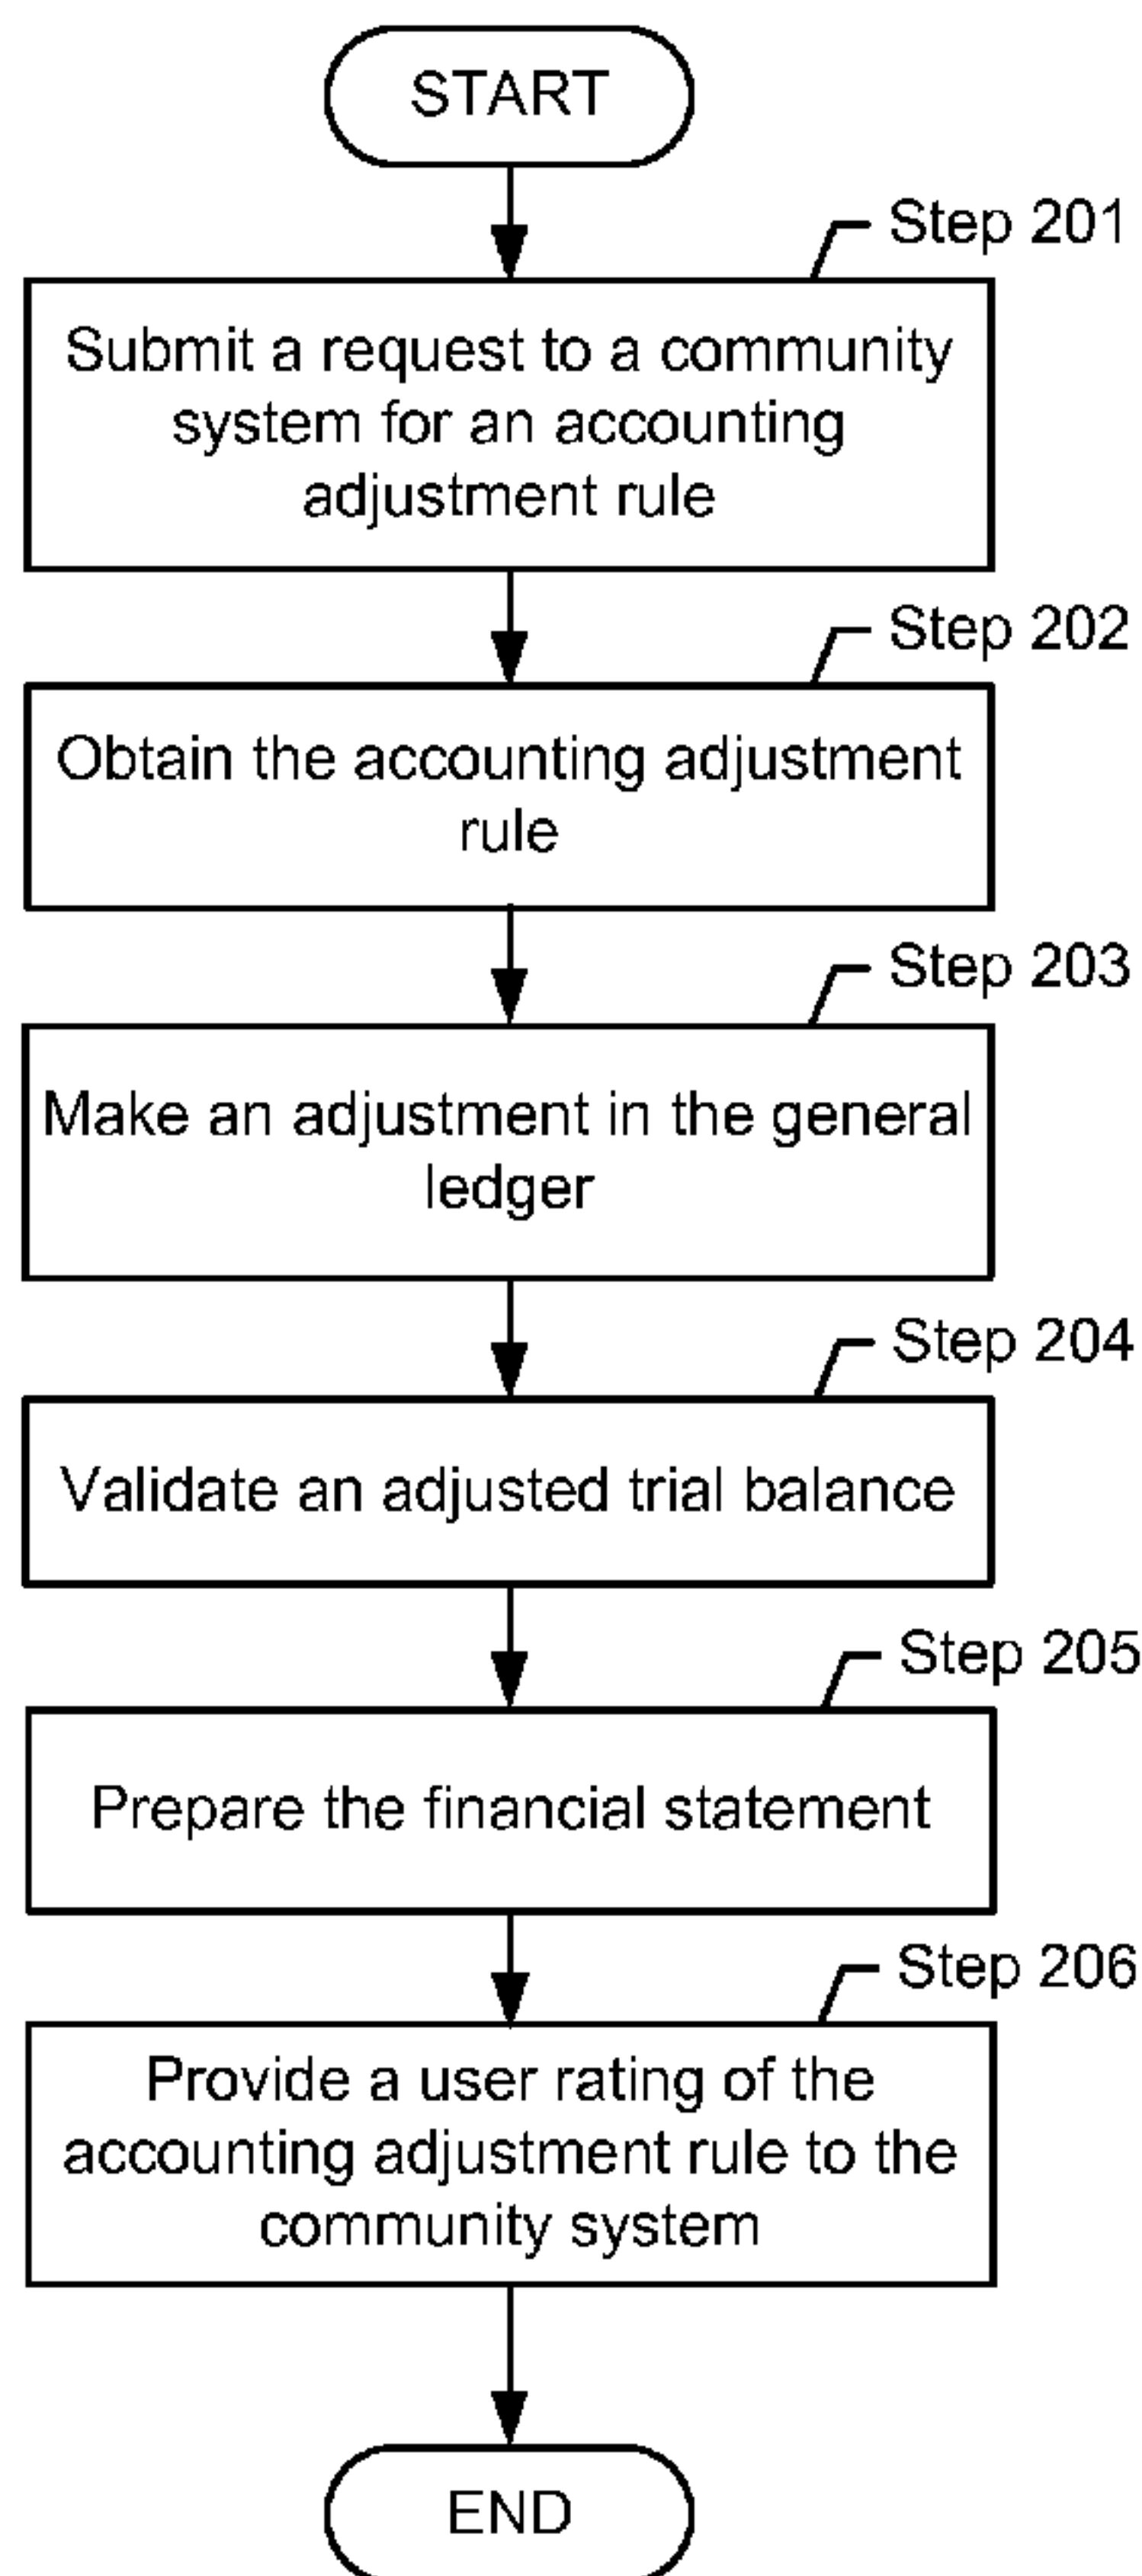 START
Step 201
Submit a request to a community
system for an accounting
adjustment rule
Step 202
Obtain the accounting adjustment
rule
Step 203
Make an adjustment in the general
ledger
Step 204
Validate an adjusted trial balance
Step 205
Prepare the financial statement
Step 206
Provide a user rating of the
accounting adjustment rule to the
community system
END